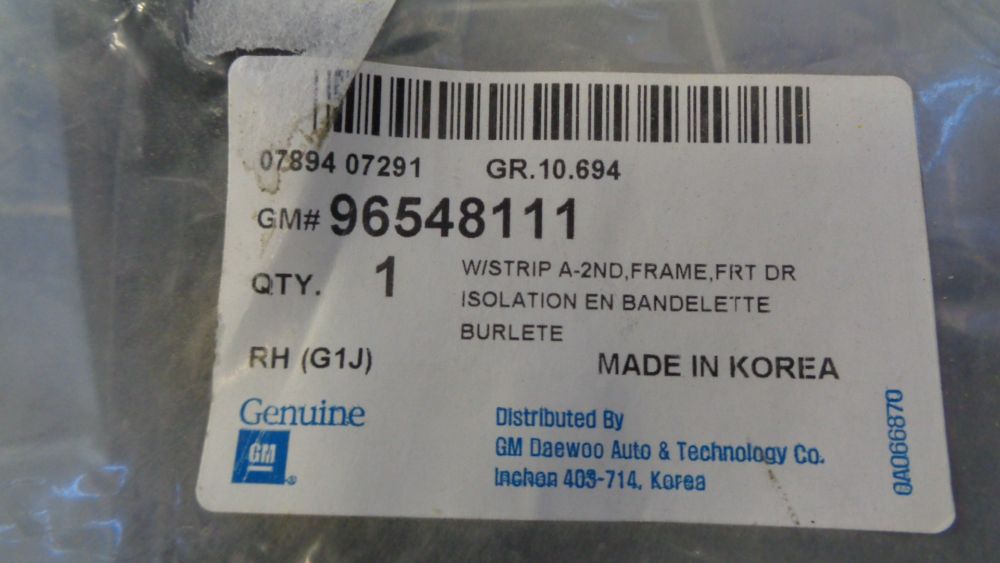 07894 07291 GR.10.694
GM# 96548111
QTY. 1
W/STRIP A-2ND,FRAME,FRT DR
ISOLATION EN BANDELETTE
BURLETE
RH (G1J)
MADE IN KOREA
Genuine
GM
Distributed By
GM Daewoo Auto & Technology Co.
Inchon 403-714, Korea
0A066870